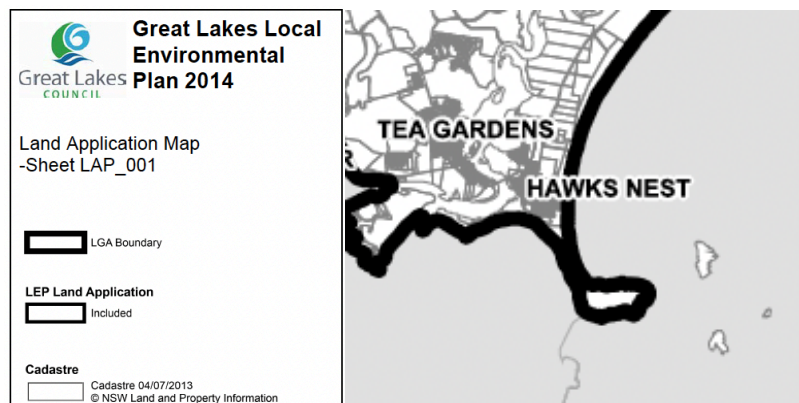 Great Lakes
COUNCIL
Great Lakes Local
Environmental
Plan 2014
Land Application Map
-Sheet LAP_001
LGA Boundary
LEP Land Application
Included
Cadastre
Cadastre 04/07/2013
© NSW Land and Property Information
TEA GARDENS
R
HAWKS NEST